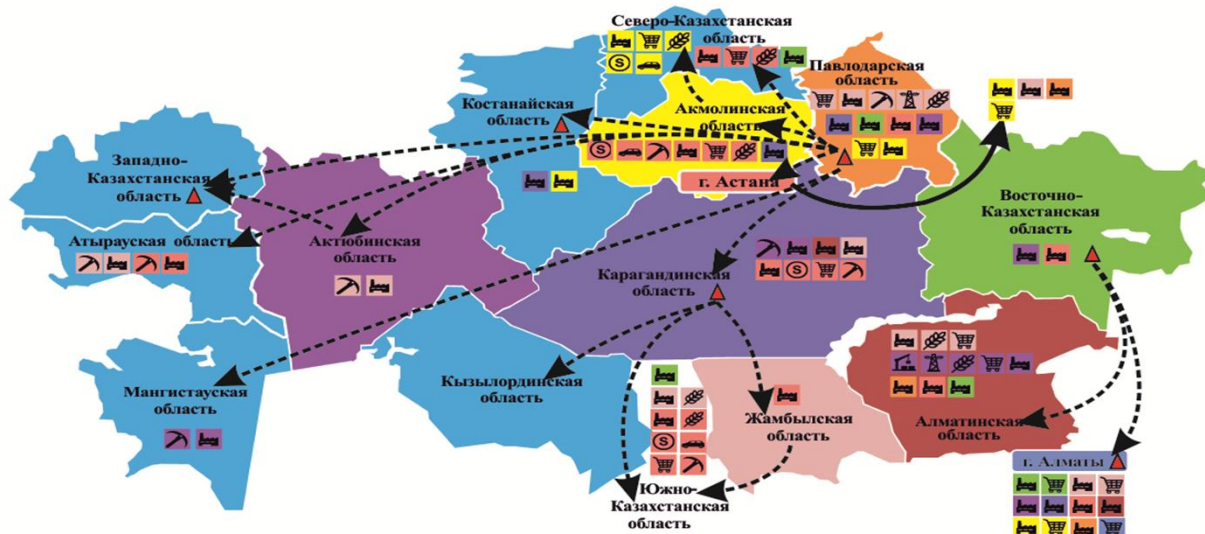 Северо-Казахстанская
область
Павлодарская
область
Костанайская
область
Акмолинская
область
Западно-
Казахстанская
область
г. Астана
Восточно-
Казахстанская
область
Атырауская область
Актюбинская
область
Карагандинская
область
Мангистауская
область
Кызылординская
область
Жамбылская
область
Алматинская
область
г. Алматы
Южно-
Казахстанская
область